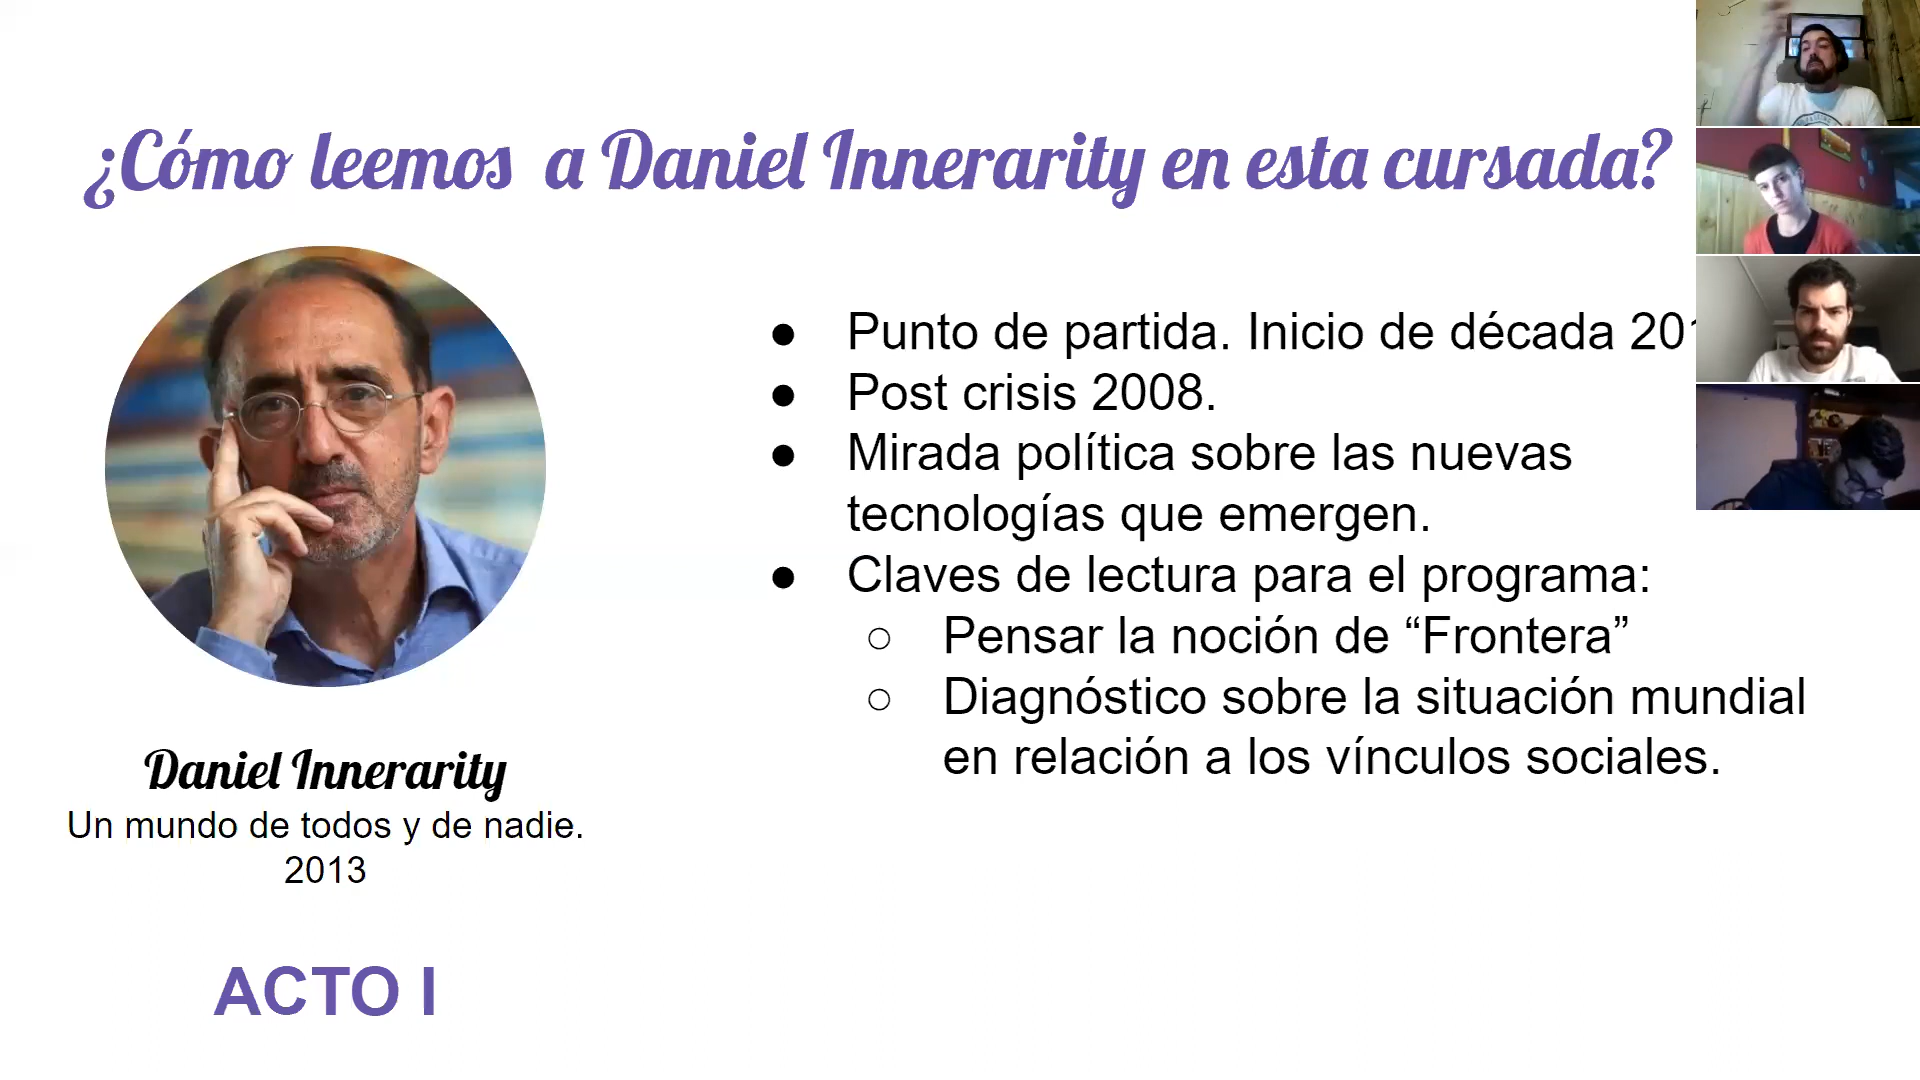 ¿Cómo leemos a Daniel Innerarity en esta cursada?
Punto de partida. Inicio de década
Post crisis 2008.
Mirada política sobre las nuevas
tecnologías que emergen.
Claves de lectura para el programa:
Pensar la noción de “Frontera”
Diagnóstico sobre la situación mundial
en relación a los vínculos sociales.
Daniel Innerarity
Un mundo de todos y de nadie.
2013
ACTO I